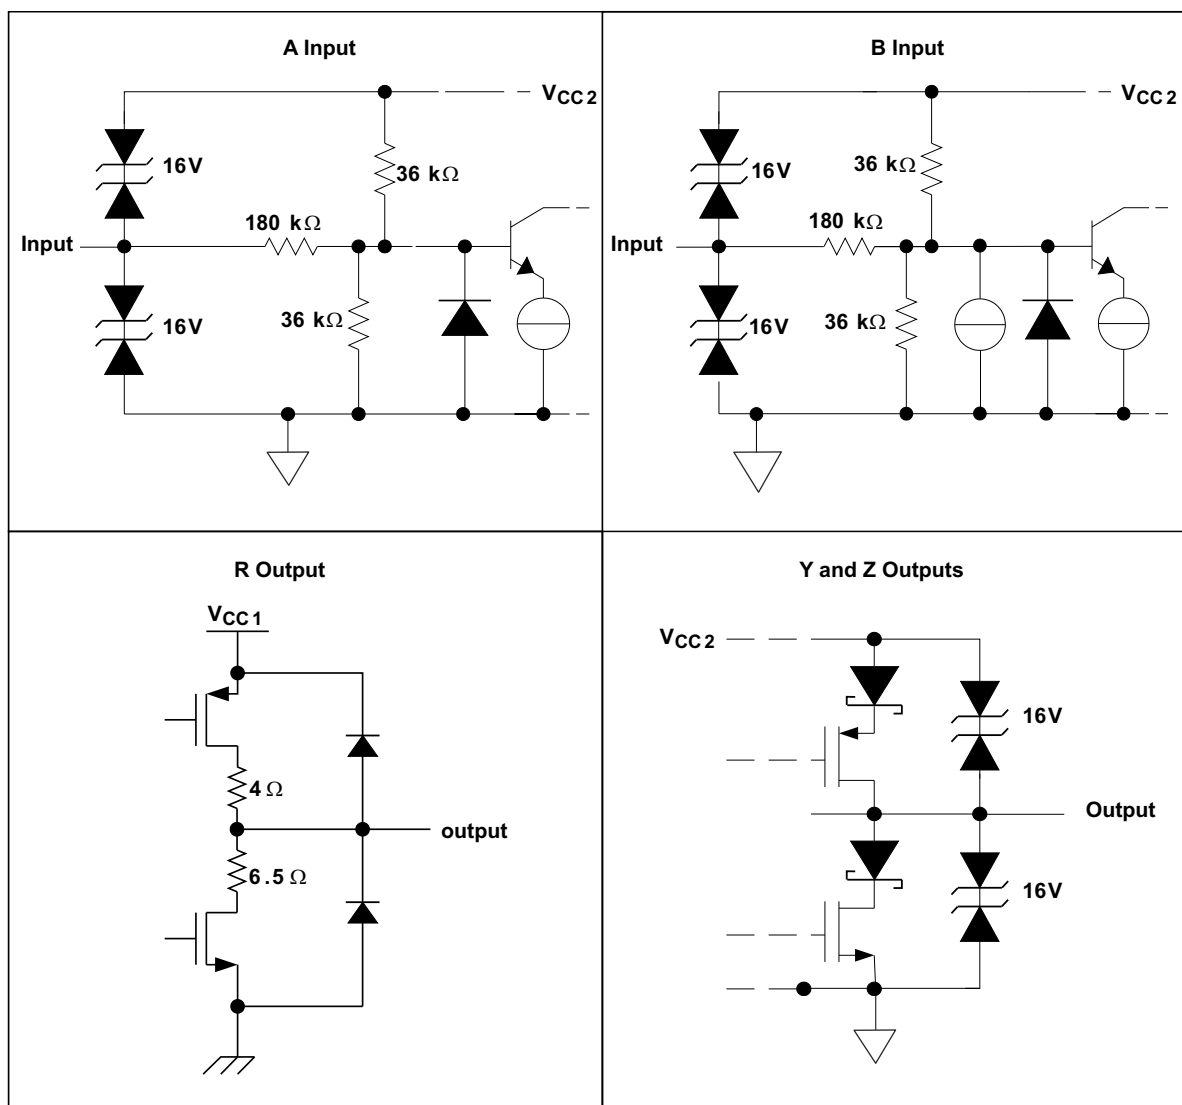 A Input
VCC2
16V
36 kΩ
180 kΩ
Input
16V
36 kΩ
B Input
VCC2
16V
36 kΩ
180 kΩ
Input
16V
36 kΩ
R Output
VCC1
4 Ω
output
6.5 Ω
Y and Z Outputs
VCC2
16V
Output
16V